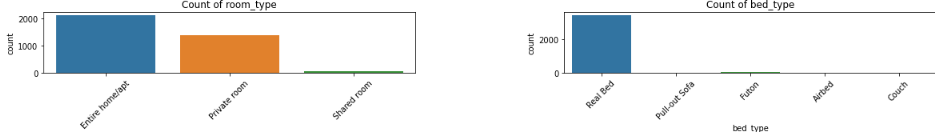 Count of room_type
count
2000
1000
0
Entire home/apt
Private room
Shared room
Count of bed_type
count
2000
0
Real Bed
Pull-out Sofa
Futon
Airbed
Couch
bed_type